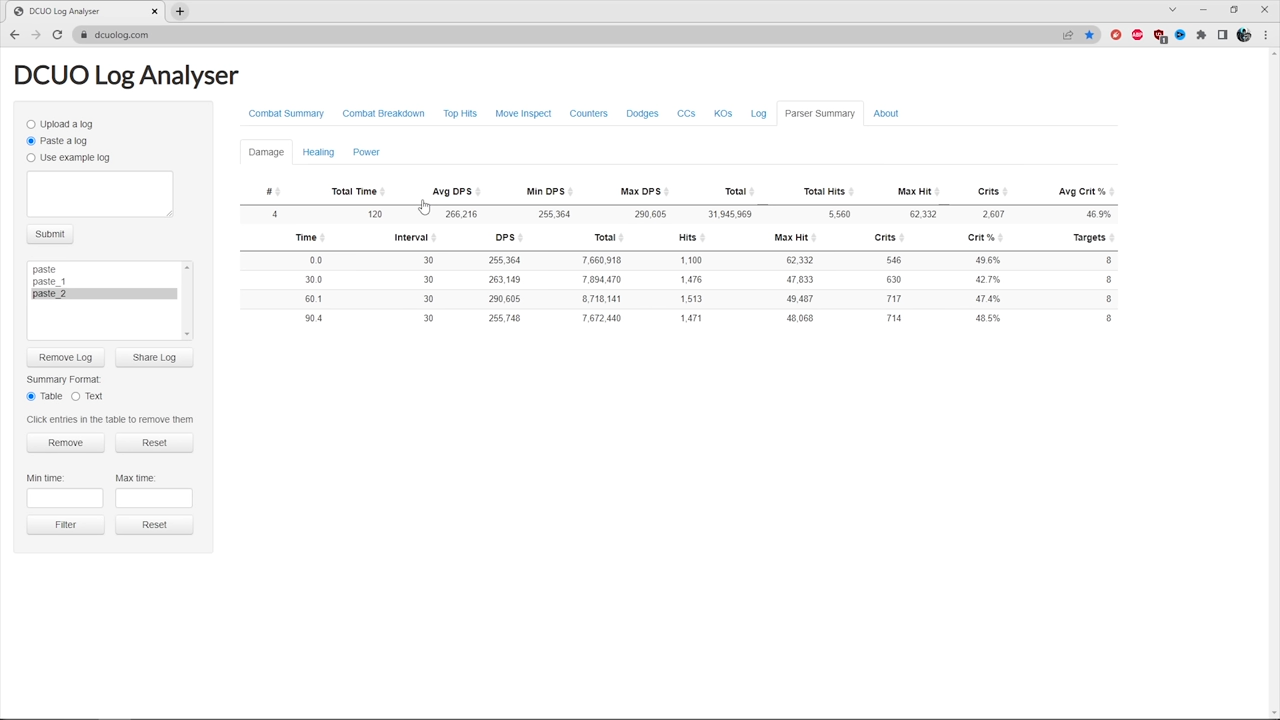 DCUO Log Analyser
dcuolog.com
DCUO Log Analyser
Upload a log
Paste a log
Use example log
Submit
paste
paste_1
paste_2
Remove Log Share Log
Summary Format:
Table Text
Click entries in the table to remove them
Remove Reset
Min time: Max time:
Filter Reset
Combat Summary Combat Breakdown Top Hits Move Inspect Counters Dodges CCs KOs Log Parser Summary About
Damage Healing Power
# Total Time Avg DPS Min DPS Max DPS Total Total Hits Max Hit Crits Avg Crit %
4 120 266,216 255,364 290,605 31,945,969 5,560 62,332 2,607 46.9%
Time Interval DPS Total Hits Max Hit Crits Crit % Targets
0.0 30 255,364 7,660,918 1,100 62,332 546 49.6% 8
30.0 30 263,149 7,894,470 1,476 47,833 630 42.7% 8
60.1 30 290,605 8,718,141 1,513 49,487 717 47.4% 8
90.4 30 255,748 7,672,440 1,471 48,068 714 48.5% 8